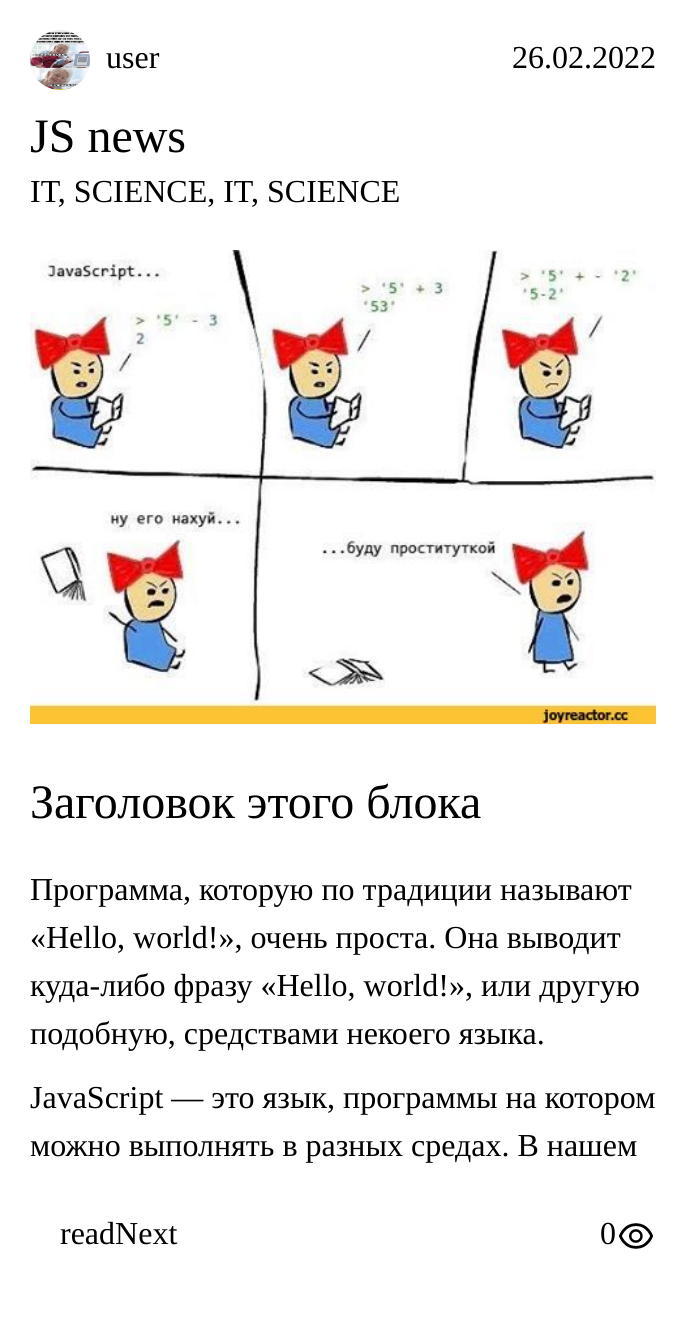 user
26.02.2022
JS news
IT, SCIENCE, IT, SCIENCE
JavaScript...
> '5' - 3
2
> '5' + 3
'53'
> '5' + - '2'
'5-2'
ну его нахуй...
...буду проституткой
joyreactor.cc
Заголовок этого блока
Программа, которую по традиции называют
«Hello, world!», очень проста. Она выводит
куда-либо фразу «Hello, world!», или другую
подобную, средствами некоего языка.
JavaScript — это язык, программы на котором
можно выполнять в разных средах. В нашем
readNext
0